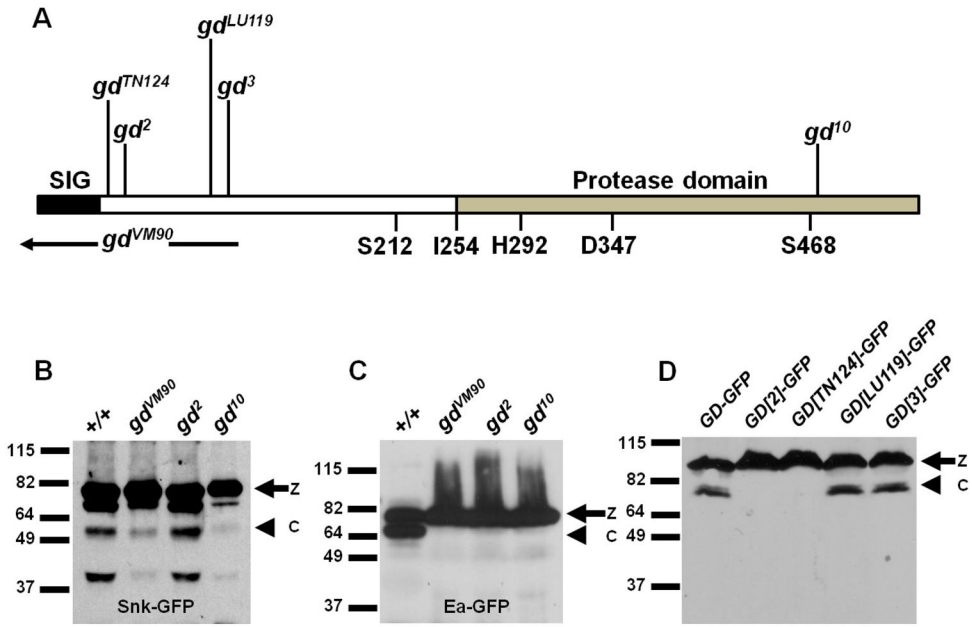 A
gd^LU119
gd^TN124
gd^3
gd^2
gd^10
SIG
Protease domain
gd^VM90
S212 I254 H292 D347 S468
B
+/+ gd^VM90 gd^2 gd^10
115
82
64
49
37
Z
C
Snk-GFP
C
+/+ gd^VM90 gd^2 gd^10
115
82
64
49
37
Z
C
Ea-GFP
D
GD-GFP GD[2]-GFP GD[TN124]-GFP GD[LU119]-GFP GD[3]-GFP
115
82
64
49
37
Z
C